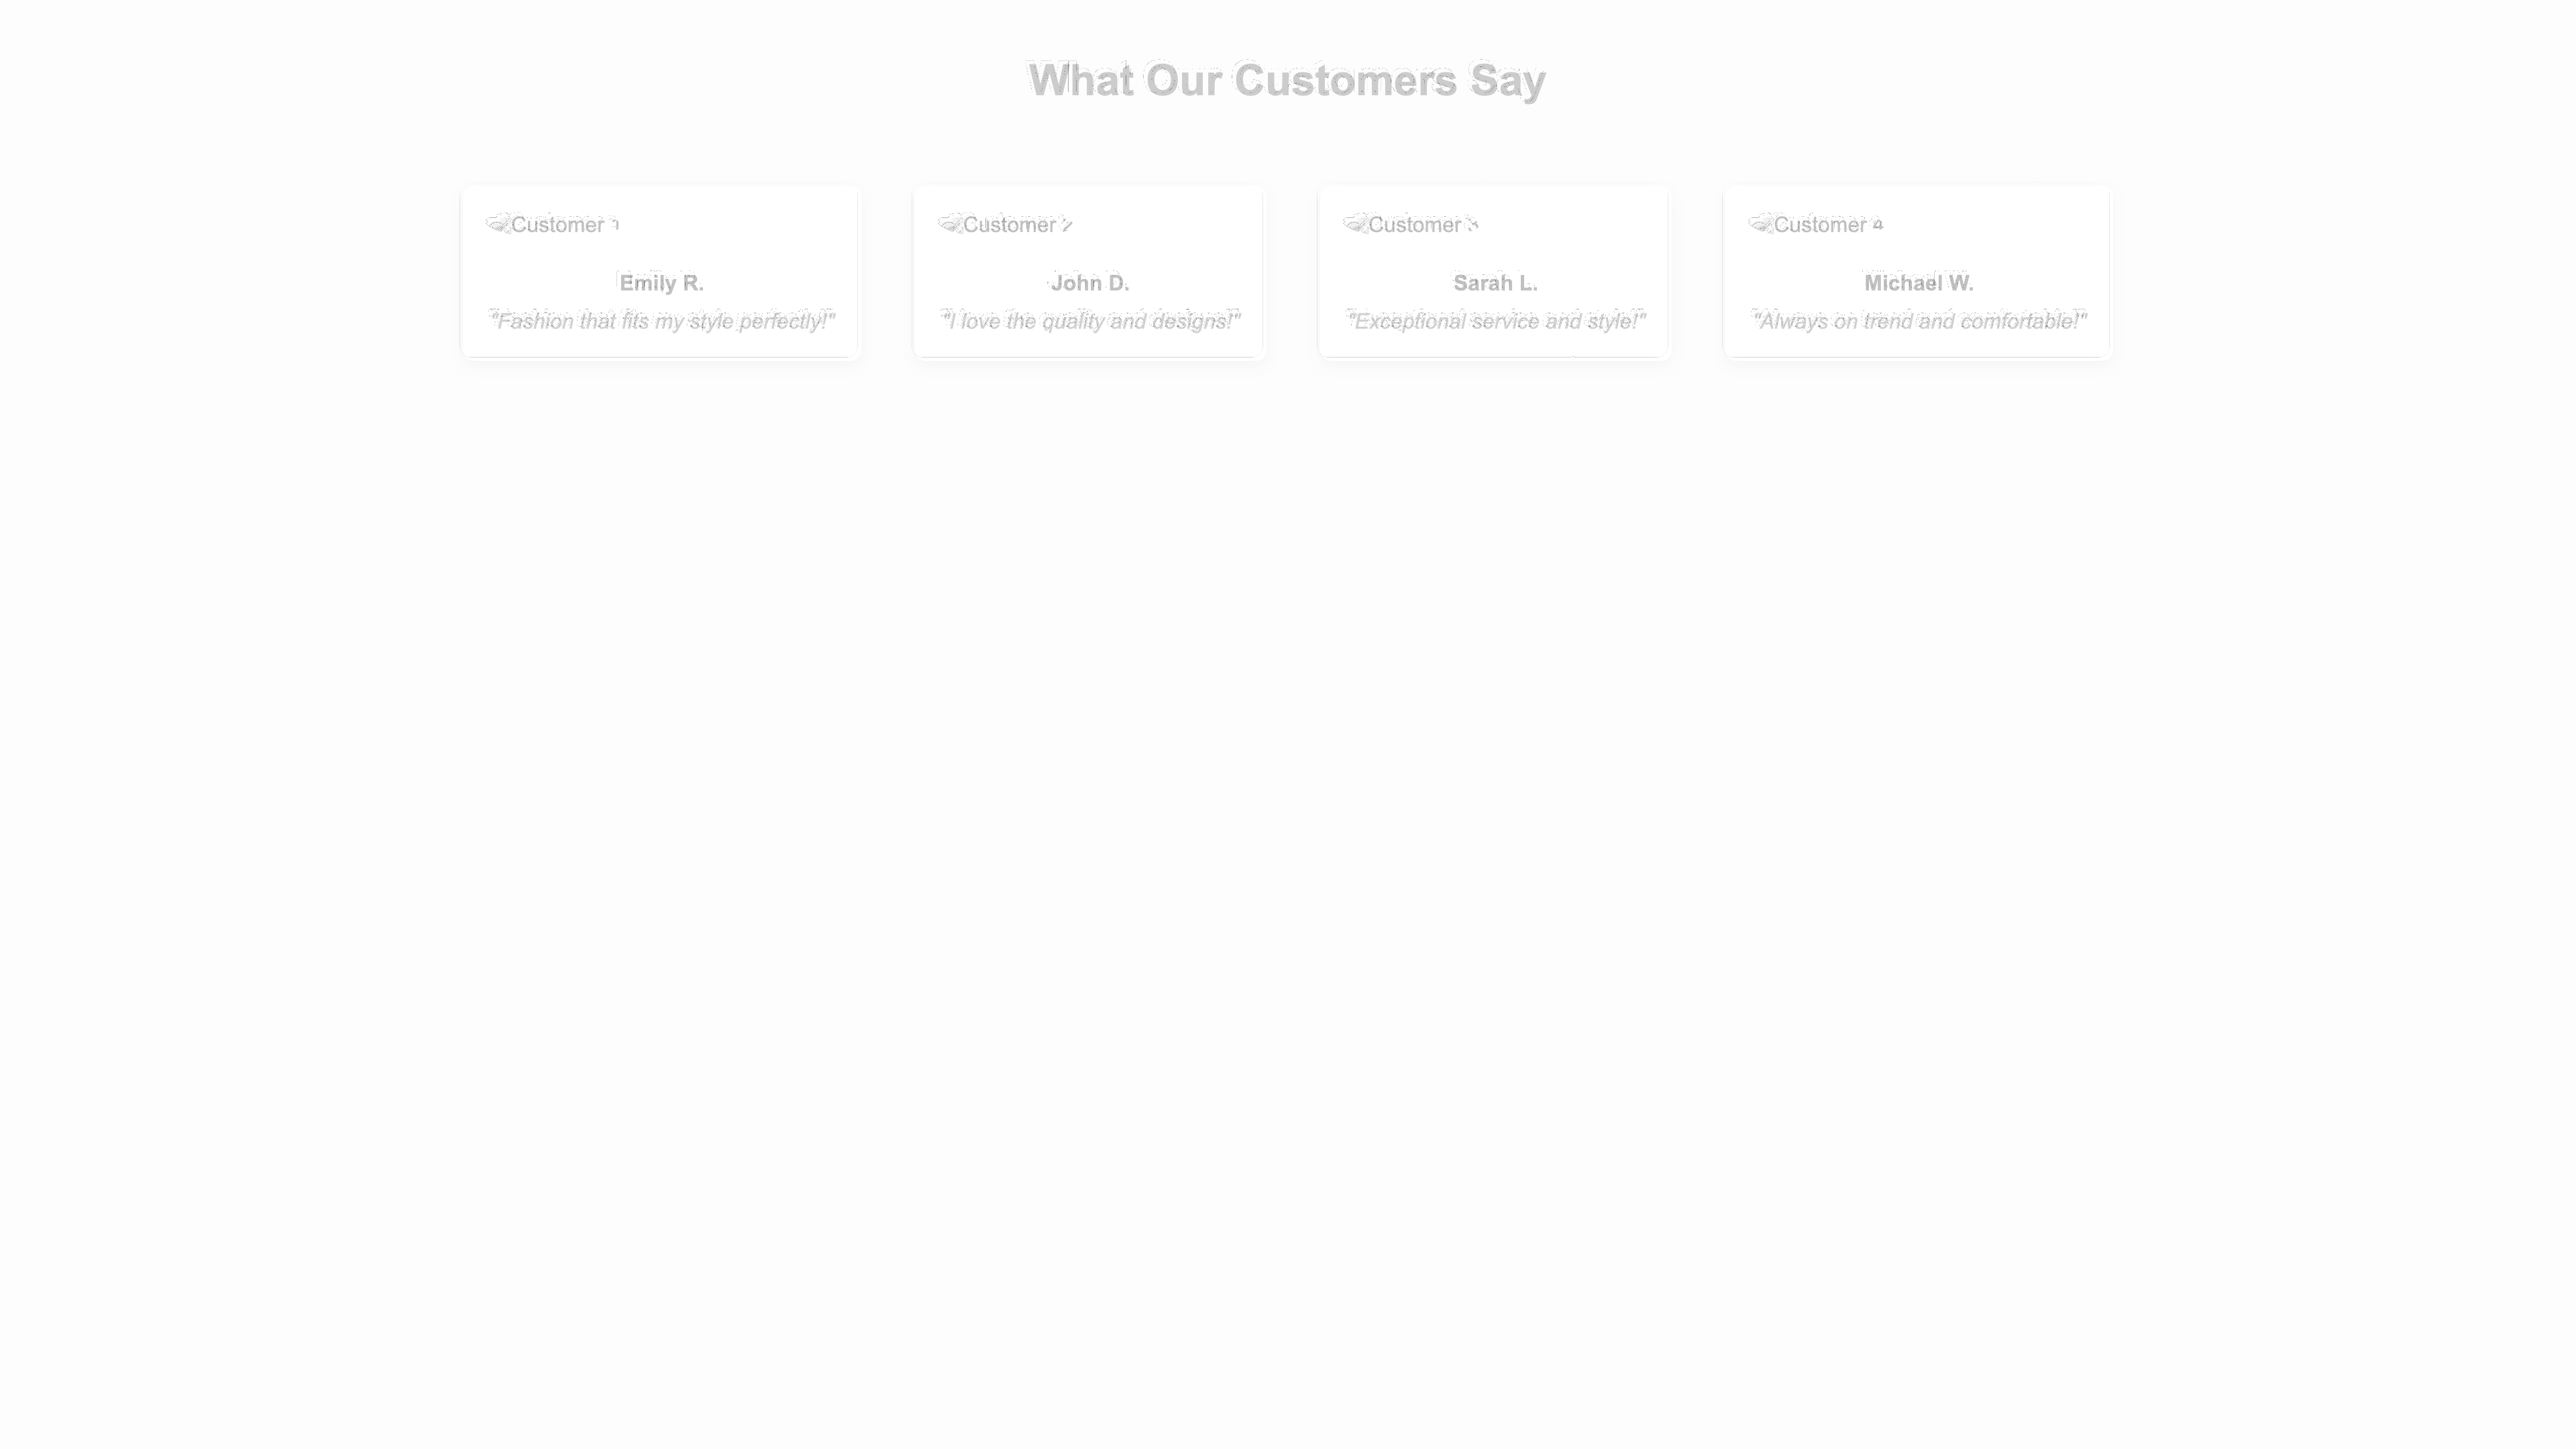 What Our Customers Say
Customer 1
Customer 2
Customer 3
Customer 4
Emily R.
John D.
Sarah L.
Michael W.
"Fashion that fits my style perfectly!"
"I love the quality and designs!"
"Exceptional service and style!"
"Always on trend and comfortable!"